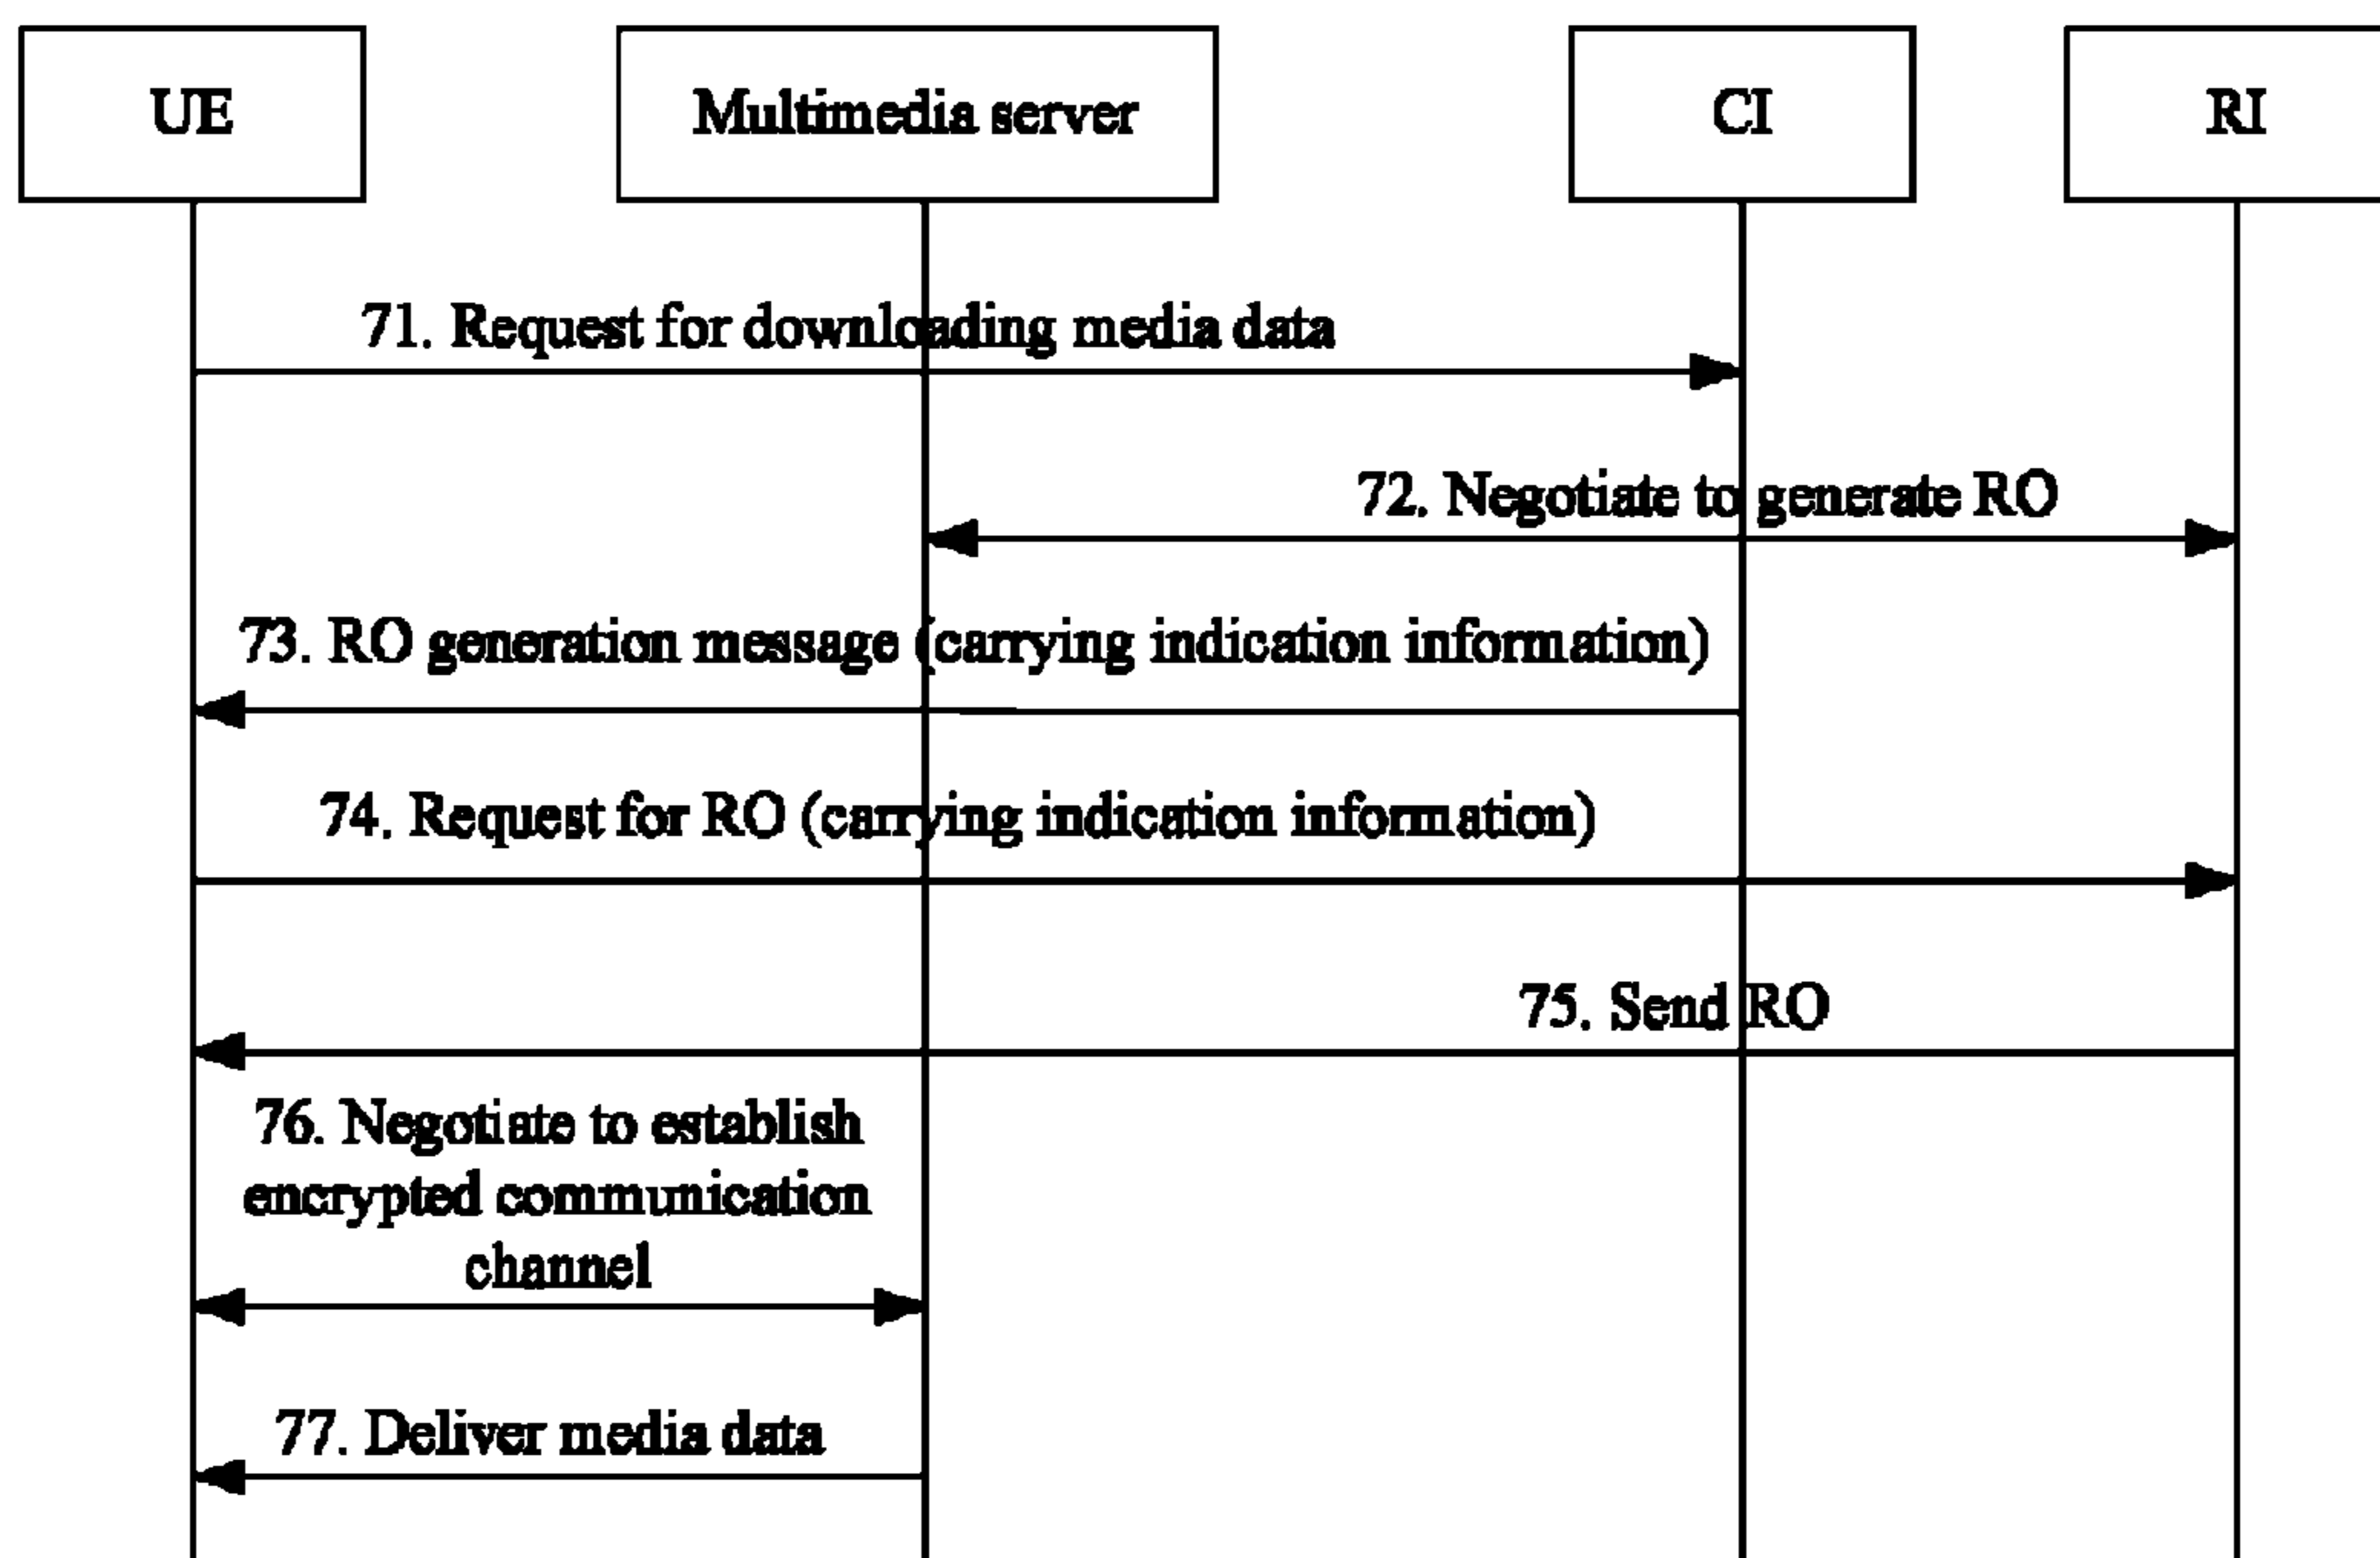 UE
Multimedia server
CI
RI
71. Request for downloading media data
72. Negotiate to generate RO
73. RO generation message (carrying indication information)
74. Request for RO (carrying indication information)
75. Send RO
76. Negotiate to establish
encrypted communication
channel
77. Deliver media data